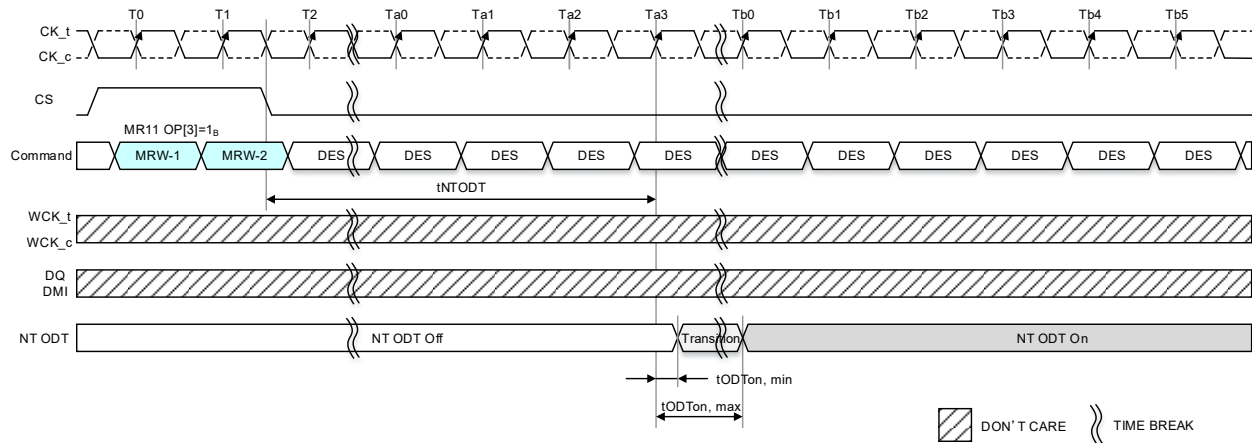 T0 T1 T2 Ta0 Ta1 Ta2 Ta3 Tb0 Tb1 Tb2 Tb3 Tb4 Tb5
CK_t
CK_c
CS
MR11 OP[3]=1B
Command MRW-1 MRW-2 DES DES DES DES DES DES DES DES DES DES DES
tNTODT
WCK_t
WCK_c
DQ
DMI
NT ODT NT ODT Off Transition NT ODT On
tODTon, min
tODTon, max
DON'T CARE TIME BREAK